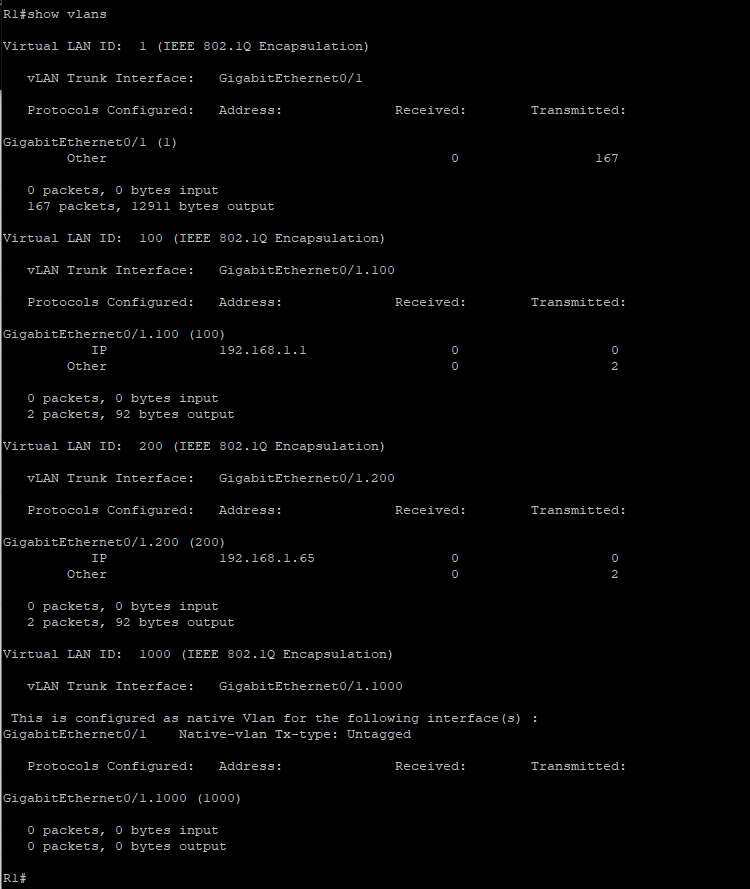 R1#show vlans
Virtual LAN ID:  1 (IEEE 802.1Q Encapsulation)
   vLAN Trunk Interface:   GigabitEthernet0/1
   Protocols Configured:   Address:              Received:        Transmitted:
GigabitEthernet0/1 (1)
        Other                                           0                 167
   0 packets, 0 bytes input
   167 packets, 12911 bytes output
Virtual LAN ID:  100 (IEEE 802.1Q Encapsulation)
   vLAN Trunk Interface:   GigabitEthernet0/1.100
   Protocols Configured:   Address:              Received:        Transmitted:
GigabitEthernet0/1.100 (100)
           IP              192.168.1.1                  0                   0
        Other                                           0                   2
   0 packets, 0 bytes input
   2 packets, 92 bytes output
Virtual LAN ID:  200 (IEEE 802.1Q Encapsulation)
   vLAN Trunk Interface:   GigabitEthernet0/1.200
   Protocols Configured:   Address:              Received:        Transmitted:
GigabitEthernet0/1.200 (200)
           IP              192.168.1.65                 0                   0
        Other                                           0                   2
   0 packets, 0 bytes input
   2 packets, 92 bytes output
Virtual LAN ID:  1000 (IEEE 802.1Q Encapsulation)
   vLAN Trunk Interface:   GigabitEthernet0/1.1000
 This is configured as native Vlan for the following interface(s) :
GigabitEthernet0/1    Native-vlan Tx-type: Untagged
   Protocols Configured:   Address:              Received:        Transmitted:
GigabitEthernet0/1.1000 (1000)
   0 packets, 0 bytes input
   0 packets, 0 bytes output
R1#